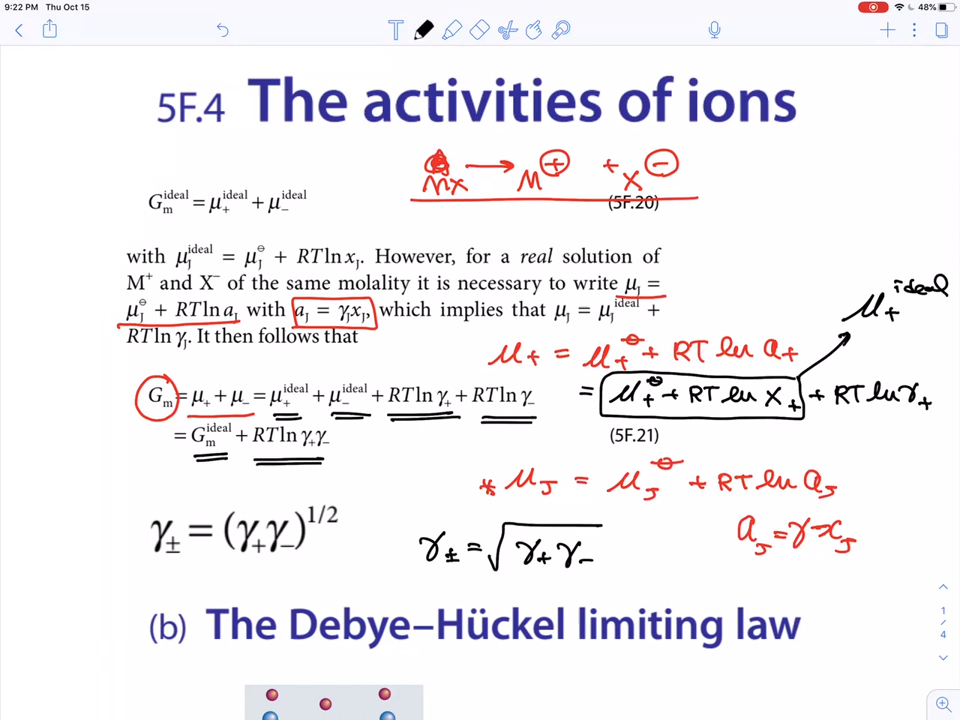 9:22 PM Thu Oct 15
48%
5F.4 The activities of ions
MX → M⊕ + X⊖
G_m^ideal = μ_+^ideal + μ_-^ideal (5F.20)
with μ_J^ideal = μ_J^⦵ + RT ln x_J. However, for a real solution of
M⁺ and X⁻ of the same molality it is necessary to write μ_J =
μ_J^⦵ + RT ln a_J with a_J = γ_J x_J, which implies that μ_J = μ_J^ideal +
RT ln γ_J. It then follows that
μ_+^ideal
μ_+ = μ_+^⦵ + RT ln a_+
= μ_+^⦵ + RT ln x_+ + RT ln γ_+
G_m = μ_+ + μ_- = μ_+^ideal + μ_-^ideal + RT ln γ_+ + RT ln γ_-
= G_m^ideal + RT ln γ_+γ_- (5F.21)
* μ_J = μ_J^⦵ + RT ln a_J
a_J = γ x_J
γ_± = (γ_+γ_-)^1/2
γ_± = √γ_+ γ_-
(b) The Debye–Hückel limiting law
1
/
4